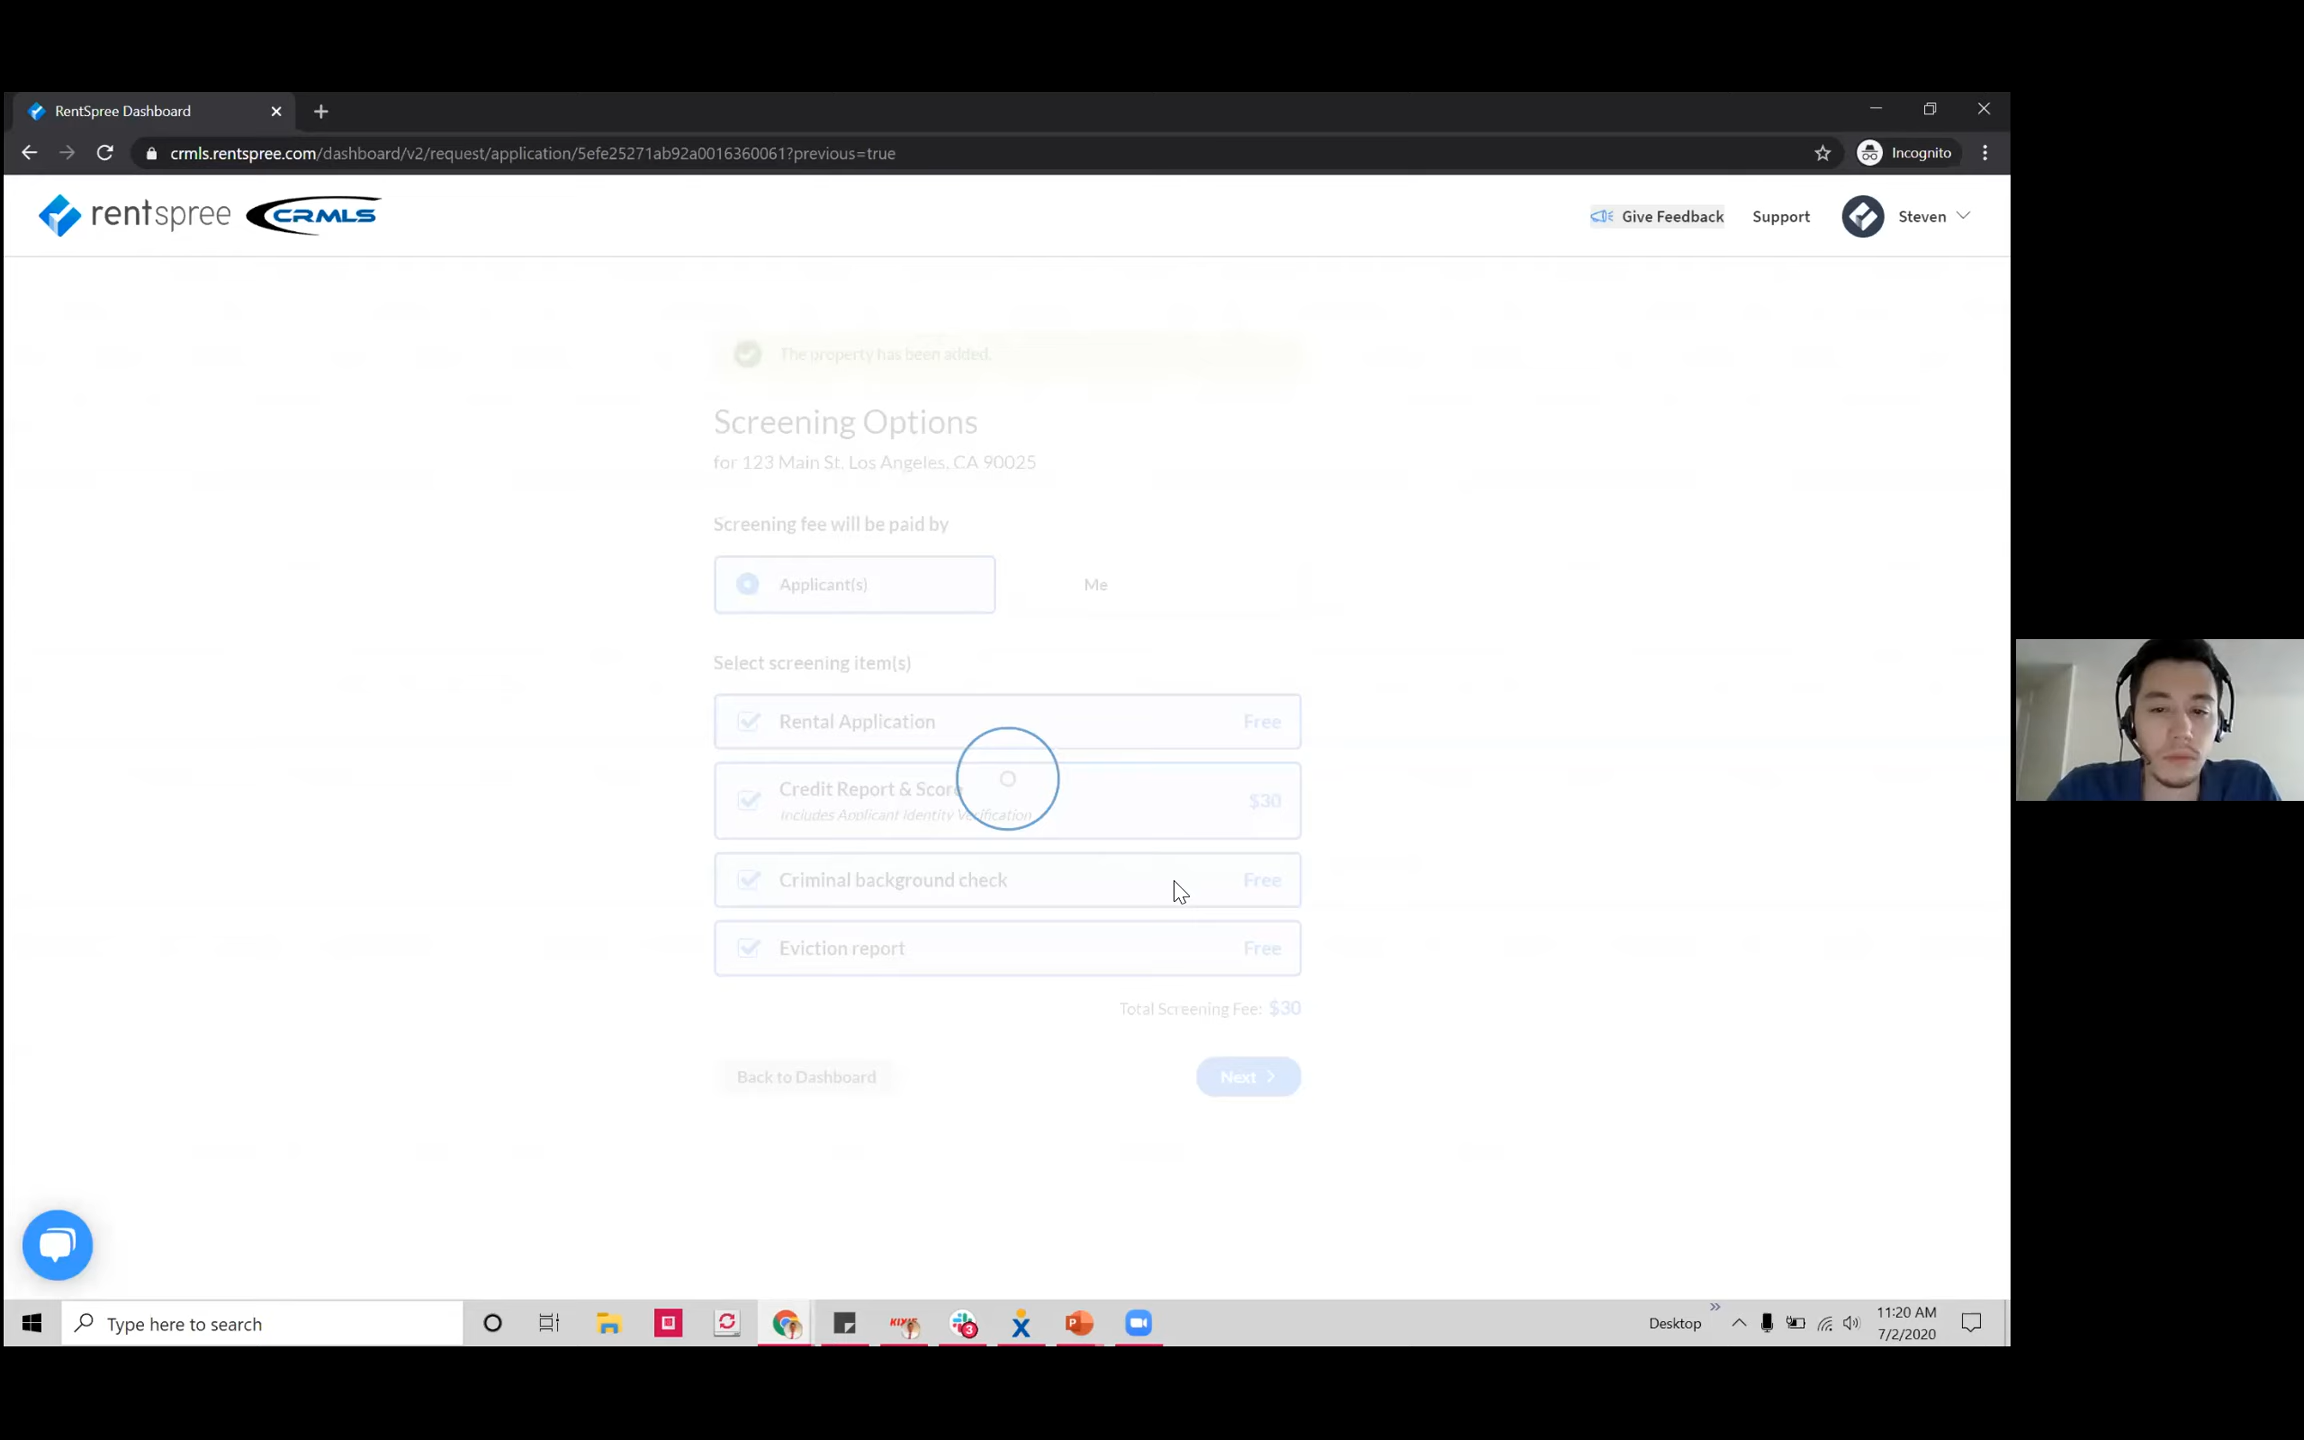 RentSpree Dashboard
crmls.rentspree.com/dashboard/v2/request/application/5efe25271ab92a0016360061?previous=true
Incognito
rentspree CRMLS
Give Feedback Support Steven
The property has been added.
Screening Options
for 123 Main St. Los Angeles, CA 90025
Screening fee will be paid by
Applicant(s) Me
Select screening item(s)
Rental Application Free
Credit Report & Score $30
Includes Applicant Identity Verification
Criminal background check Free
Eviction report Free
Total Screening Fee: $30
Back to Dashboard Next
Type here to search
KIXIE
3
P
Desktop
11:20 AM
7/2/2020